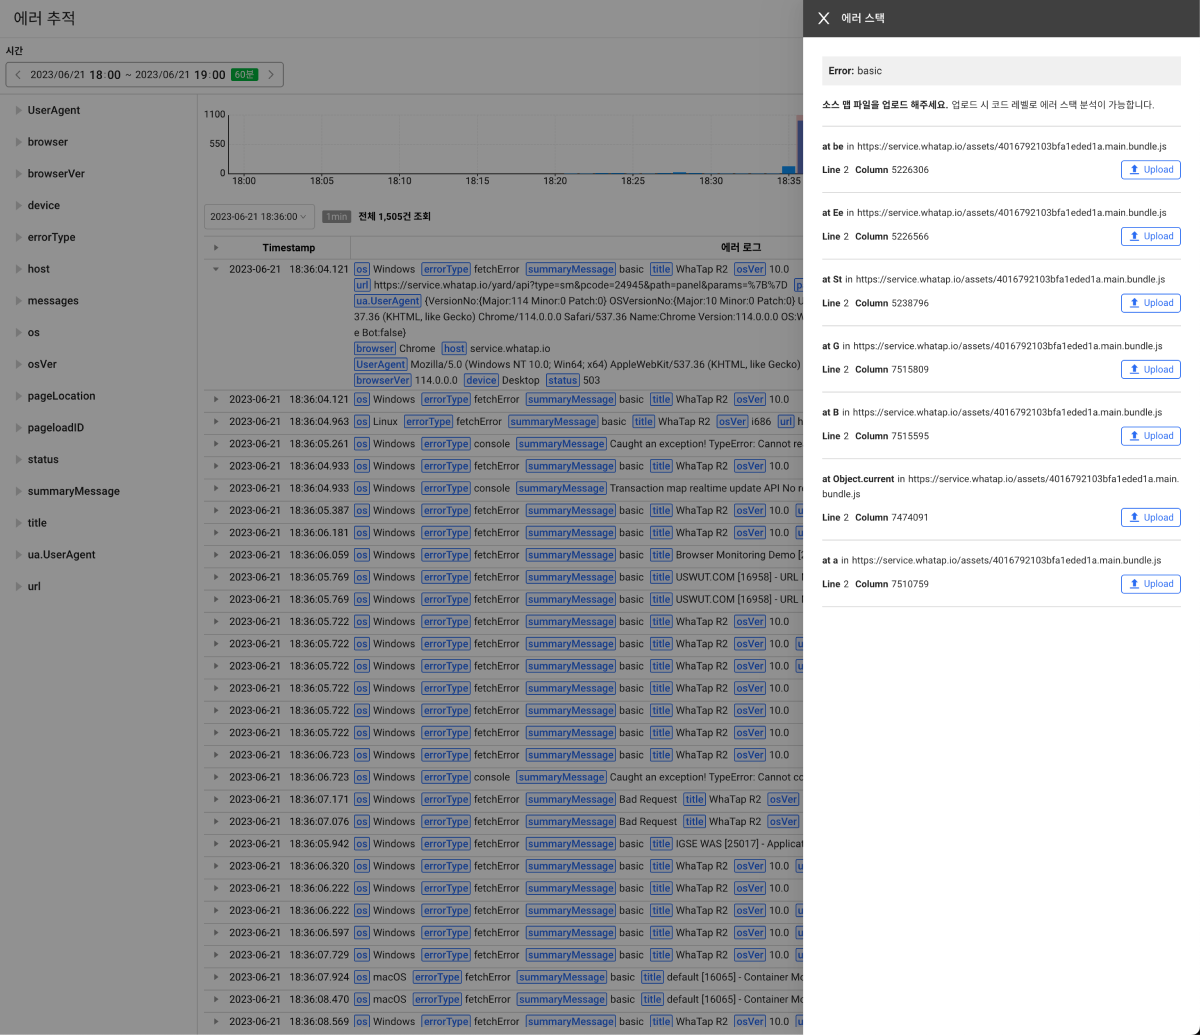 에러 추적
시간
2023/06/21 18:00 ~ 2023/06/21 19:00 60분
UserAgent
browser
browserVer
device
errorType
host
messages
os
osVer
pageLocation
pageloadID
status
summaryMessage
title
ua.UserAgent
url
1100
550
0
18:00 18:05 18:10 18:15 18:20 18:25 18:30 18:35
2023-06-21 18:36:00 1min 전체 1,505건 조회
Timestamp 에러 로그
2023-06-21 18:36:04.121 os Windows errorType fetchError summaryMessage basic title WhaTap R2 osVer 10.0
url https://service.whatap.io/yard/api?type=sm&pcode=24945&path=panel&params=%7B%7D p
ua.UserAgent {VersionNo:{Major:114 Minor:0 Patch:0} OSVersionNo:{Major:10 Minor:0 Patch:0} U
37.36 (KHTML, like Gecko) Chrome/114.0.0.0 Safari/537.36 Name:Chrome Version:114.0.0.0 OS:W
e Bot:false}
browser Chrome host service.whatap.io
UserAgent Mozilla/5.0 (Windows NT 10.0; Win64; x64) AppleWebKit/537.36 (KHTML, like Gecko)
browserVer 114.0.0.0 device Desktop status 503
2023-06-21 18:36:04.121 os Windows errorType fetchError summaryMessage basic title WhaTap R2 osVer 10.0
2023-06-21 18:36:04.963 os Linux errorType fetchError summaryMessage basic title WhaTap R2 osVer i686 url h
2023-06-21 18:36:05.261 os Windows errorType console summaryMessage Caught an exception! TypeError: Cannot re
2023-06-21 18:36:04.933 os Windows errorType fetchError summaryMessage basic title WhaTap R2 osVer 10.0
2023-06-21 18:36:04.933 os Windows errorType console summaryMessage Transaction map realtime update API No r
2023-06-21 18:36:05.387 os Windows errorType fetchError summaryMessage basic title WhaTap R2 osVer 10.0 u
2023-06-21 18:36:06.181 os Windows errorType fetchError summaryMessage basic title WhaTap R2 osVer 10.0 u
2023-06-21 18:36:06.059 os Windows errorType fetchError summaryMessage basic title Browser Monitoring Demo [2
2023-06-21 18:36:05.769 os Windows errorType fetchError summaryMessage basic title USWUT.COM [16958] - URL M
2023-06-21 18:36:05.769 os Windows errorType fetchError summaryMessage basic title USWUT.COM [16958] - URL M
2023-06-21 18:36:05.722 os Windows errorType fetchError summaryMessage basic title WhaTap R2 osVer 10.0
2023-06-21 18:36:05.722 os Windows errorType fetchError summaryMessage basic title WhaTap R2 osVer 10.0 u
2023-06-21 18:36:05.722 os Windows errorType fetchError summaryMessage basic title WhaTap R2 osVer 10.0 u
2023-06-21 18:36:05.722 os Windows errorType fetchError summaryMessage basic title WhaTap R2 osVer 10.0
2023-06-21 18:36:05.722 os Windows errorType fetchError summaryMessage basic title WhaTap R2 osVer 10.0 u
2023-06-21 18:36:05.722 os Windows errorType fetchError summaryMessage basic title WhaTap R2 osVer 10.0 u
2023-06-21 18:36:06.723 os Windows errorType fetchError summaryMessage basic title WhaTap R2 osVer 10.0 u
2023-06-21 18:36:06.723 os Windows errorType console summaryMessage Caught an exception! TypeError: Cannot co
2023-06-21 18:36:07.171 os Windows errorType fetchError summaryMessage Bad Request title WhaTap R2 osVer
2023-06-21 18:36:07.076 os Windows errorType fetchError summaryMessage Bad Request title WhaTap R2 osVer
2023-06-21 18:36:05.942 os Windows errorType fetchError summaryMessage basic title IGSE WAS [25017] - Applicat
2023-06-21 18:36:06.320 os Windows errorType fetchError summaryMessage basic title WhaTap R2 osVer 10.0 u
2023-06-21 18:36:06.222 os Windows errorType fetchError summaryMessage basic title WhaTap R2 osVer 10.0
2023-06-21 18:36:06.222 os Windows errorType fetchError summaryMessage basic title WhaTap R2 osVer 10.0 u
2023-06-21 18:36:06.597 os Windows errorType fetchError summaryMessage basic title WhaTap R2 osVer 10.0 u
2023-06-21 18:36:07.729 os Windows errorType fetchError summaryMessage basic title WhaTap R2 osVer 10.0 u
2023-06-21 18:36:07.924 os macOS errorType fetchError summaryMessage basic title default [16065] - Container Mo
2023-06-21 18:36:08.470 os macOS errorType fetchError summaryMessage basic title default [16065] - Container Mo
2023-06-21 18:36:08.569 os Windows errorType fetchError summaryMessage basic title WhaTap R2 osVer 10.0 u
에러 스택
Error: basic
소스 맵 파일을 업로드 해주세요. 업로드 시 코드 레벨로 에러 스택 분석이 가능합니다.
at be in https://service.whatap.io/assets/4016792103bfa1eded1a.main.bundle.js
Line 2 Column 5226306 Upload
at Ee in https://service.whatap.io/assets/4016792103bfa1eded1a.main.bundle.js
Line 2 Column 5226566 Upload
at St in https://service.whatap.io/assets/4016792103bfa1eded1a.main.bundle.js
Line 2 Column 5238796 Upload
at G in https://service.whatap.io/assets/4016792103bfa1eded1a.main.bundle.js
Line 2 Column 7515809 Upload
at B in https://service.whatap.io/assets/4016792103bfa1eded1a.main.bundle.js
Line 2 Column 7515595 Upload
at Object.current in https://service.whatap.io/assets/4016792103bfa1eded1a.main.
bundle.js
Line 2 Column 7474091 Upload
at a in https://service.whatap.io/assets/4016792103bfa1eded1a.main.bundle.js
Line 2 Column 7510759 Upload